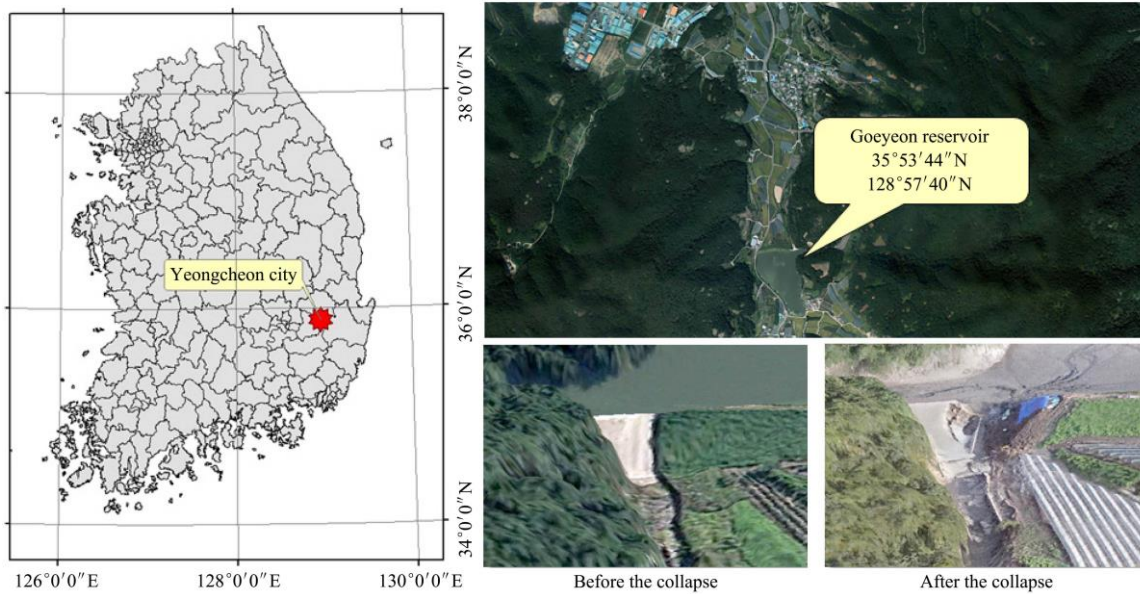 Yeongcheon city
38°0′0″N
36°0′0″N
34°0′0″N
126°0′0″E
128°0′0″E
130°0′0″E
Goeyeon reservoir
35°53′44″N
128°57′40″N
Before the collapse
After the collapse